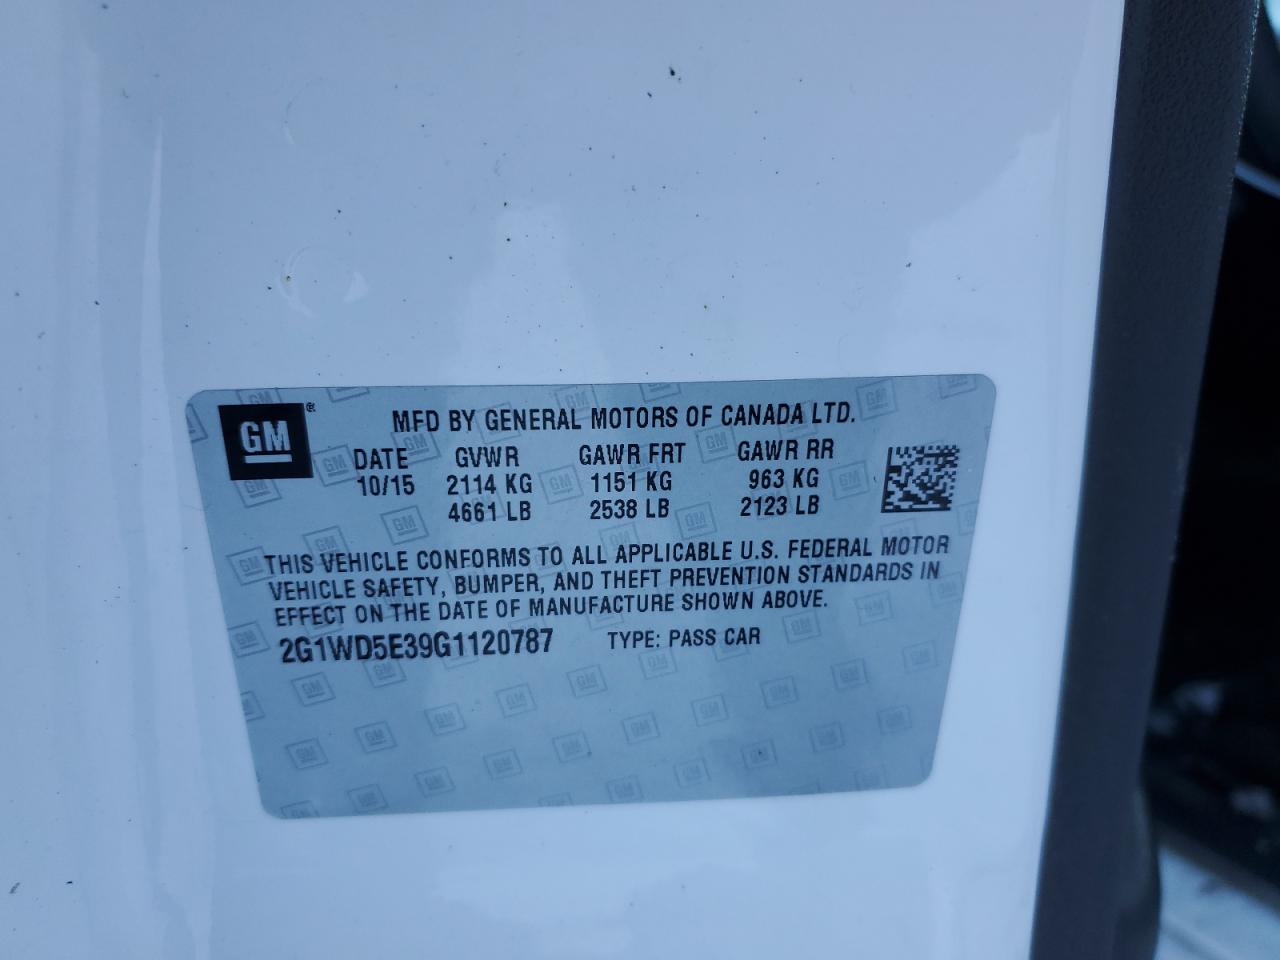 GM®
MFD BY GENERAL MOTORS OF CANADA LTD.
DATE GVWR GAWR FRT GAWR RR
10/15 2114 KG 1151 KG 963 KG
4661 LB 2538 LB 2123 LB
THIS VEHICLE CONFORMS TO ALL APPLICABLE U.S. FEDERAL MOTOR
VEHICLE SAFETY, BUMPER, AND THEFT PREVENTION STANDARDS IN
EFFECT ON THE DATE OF MANUFACTURE SHOWN ABOVE.
2G1WD5E39G1120787 TYPE: PASS CAR